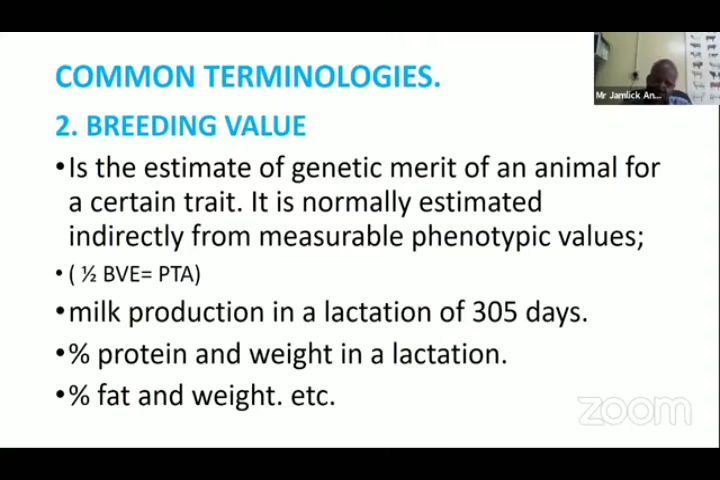 COMMON TERMINOLOGIES.
Mr Jamlick An...
2. BREEDING VALUE
•Is the estimate of genetic merit of an animal for
a certain trait. It is normally estimated
indirectly from measurable phenotypic values;
•( ½ BVE= PTA)
•milk production in a lactation of 305 days.
•% protein and weight in a lactation.
•% fat and weight. etc.
zoom